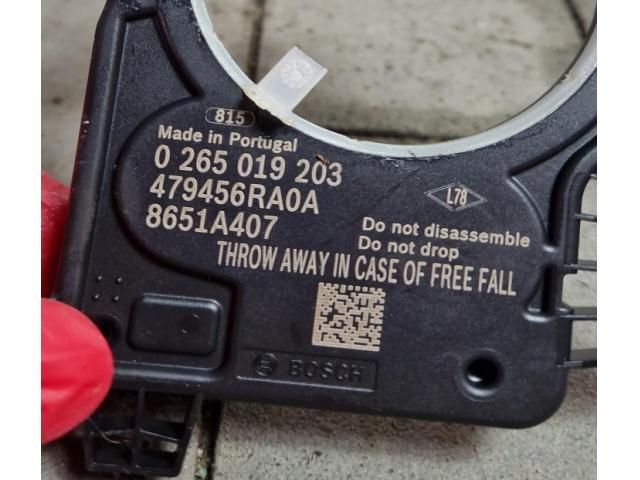 815
Made in Portugal
0 265 019 203
479456RA0A
8651A407
L78
Do not disassemble
Do not drop
THROW AWAY IN CASE OF FREE FALL
BOSCH